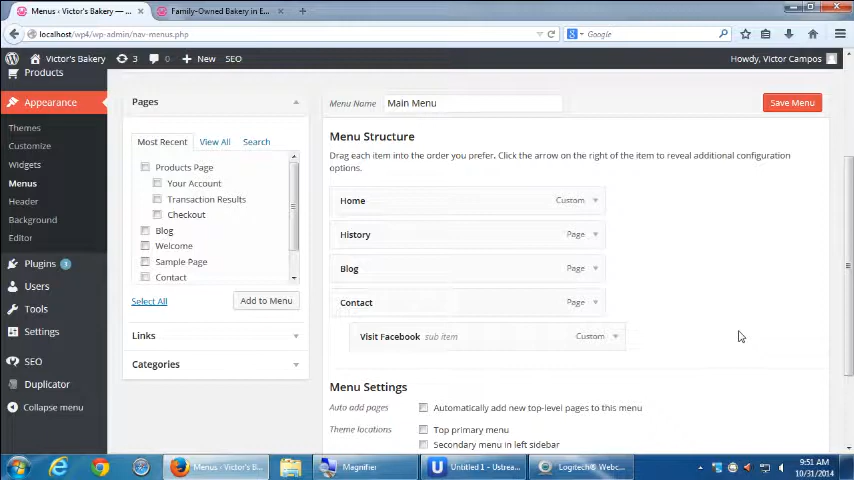 Menus ‹ Victor's Bakery —... ×
Family-Owned Bakery in E... ×
localhost/wp4/wp-admin/nav-menus.php
Google
Victor's Bakery 3 0 + New SEO
Howdy, Victor Campos
Products
Appearance
Themes
Customize
Widgets
Menus
Header
Background
Editor
Plugins 1
Users
Tools
Settings
SEO
Duplicator
Collapse menu
Pages
Most Recent View All Search
Products Page
Your Account
Transaction Results
Checkout
Blog
Welcome
Sample Page
Contact
Select All
Add to Menu
Links
Categories
Menu Name Main Menu
Save Menu
Menu Structure
Drag each item into the order you prefer. Click the arrow on the right of the item to reveal additional configuration
options.
Home Custom
History Page
Blog Page
Contact Page
Visit Facebook sub item Custom
Menu Settings
Auto add pages Automatically add new top-level pages to this menu
Theme locations Top primary menu
Secondary menu in left sidebar
Menus ‹ Victor's B...
Magnifier
Untitled 1 - Ustrea...
Logitech® Webc...
9:51 AM
10/31/2014